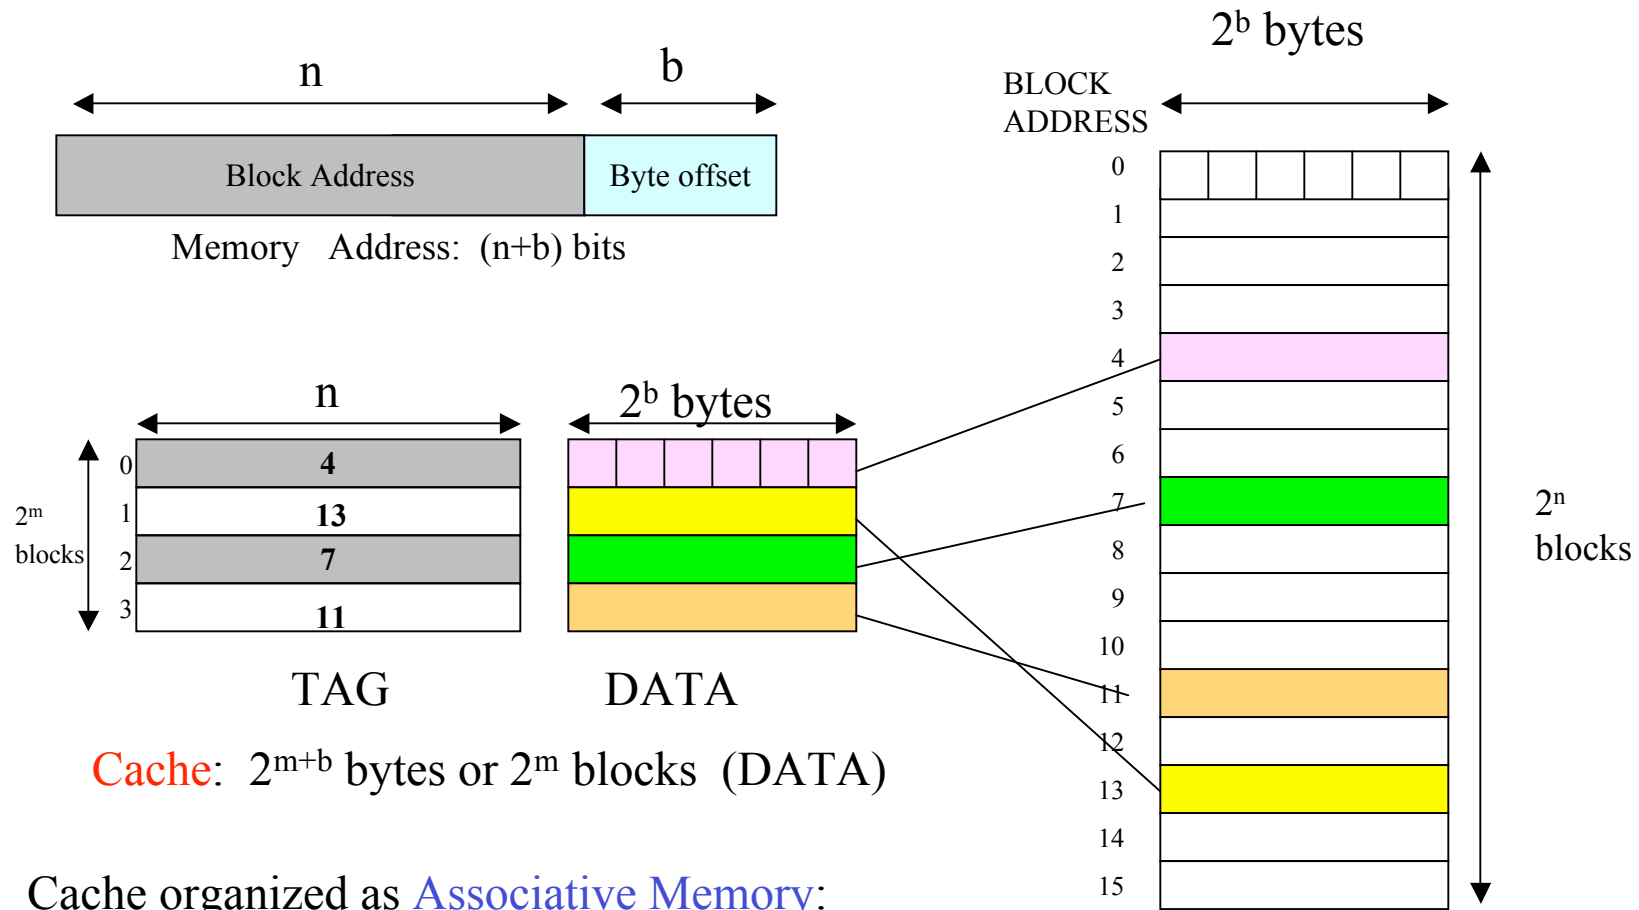 2ᵇ bytes
n
b
BLOCK
ADDRESS
Block Address
Byte offset
Memory Address: (n+b) bits
0
1
2
3
4
5
6
7
8
9
10
11
12
13
14
15
2ⁿ
blocks
n
2ᵇ bytes
2ᵐ
blocks
0
4
1
13
2
7
3
11
TAG
DATA
Cache: 2ᵐ⁺ᵇ bytes or 2ᵐ blocks (DATA)
Cache organized as Associative Memory: